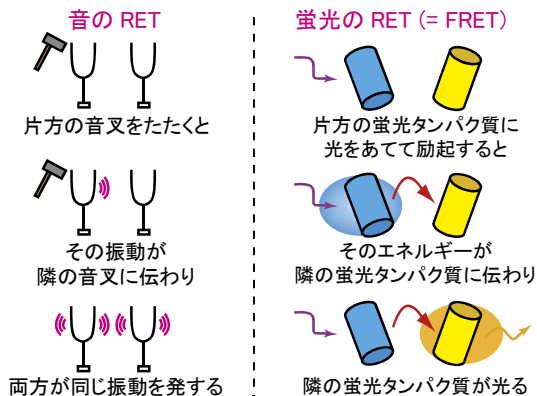 音の RET
片方の音叉をたたくと
その振動が
隣の音叉に伝わり
両方が同じ振動を発する
蛍光の RET (= FRET)
片方の蛍光タンパク質に
光をあてて励起すると
そのエネルギーが
隣の蛍光タンパク質に伝わり
隣の蛍光タンパク質が光る